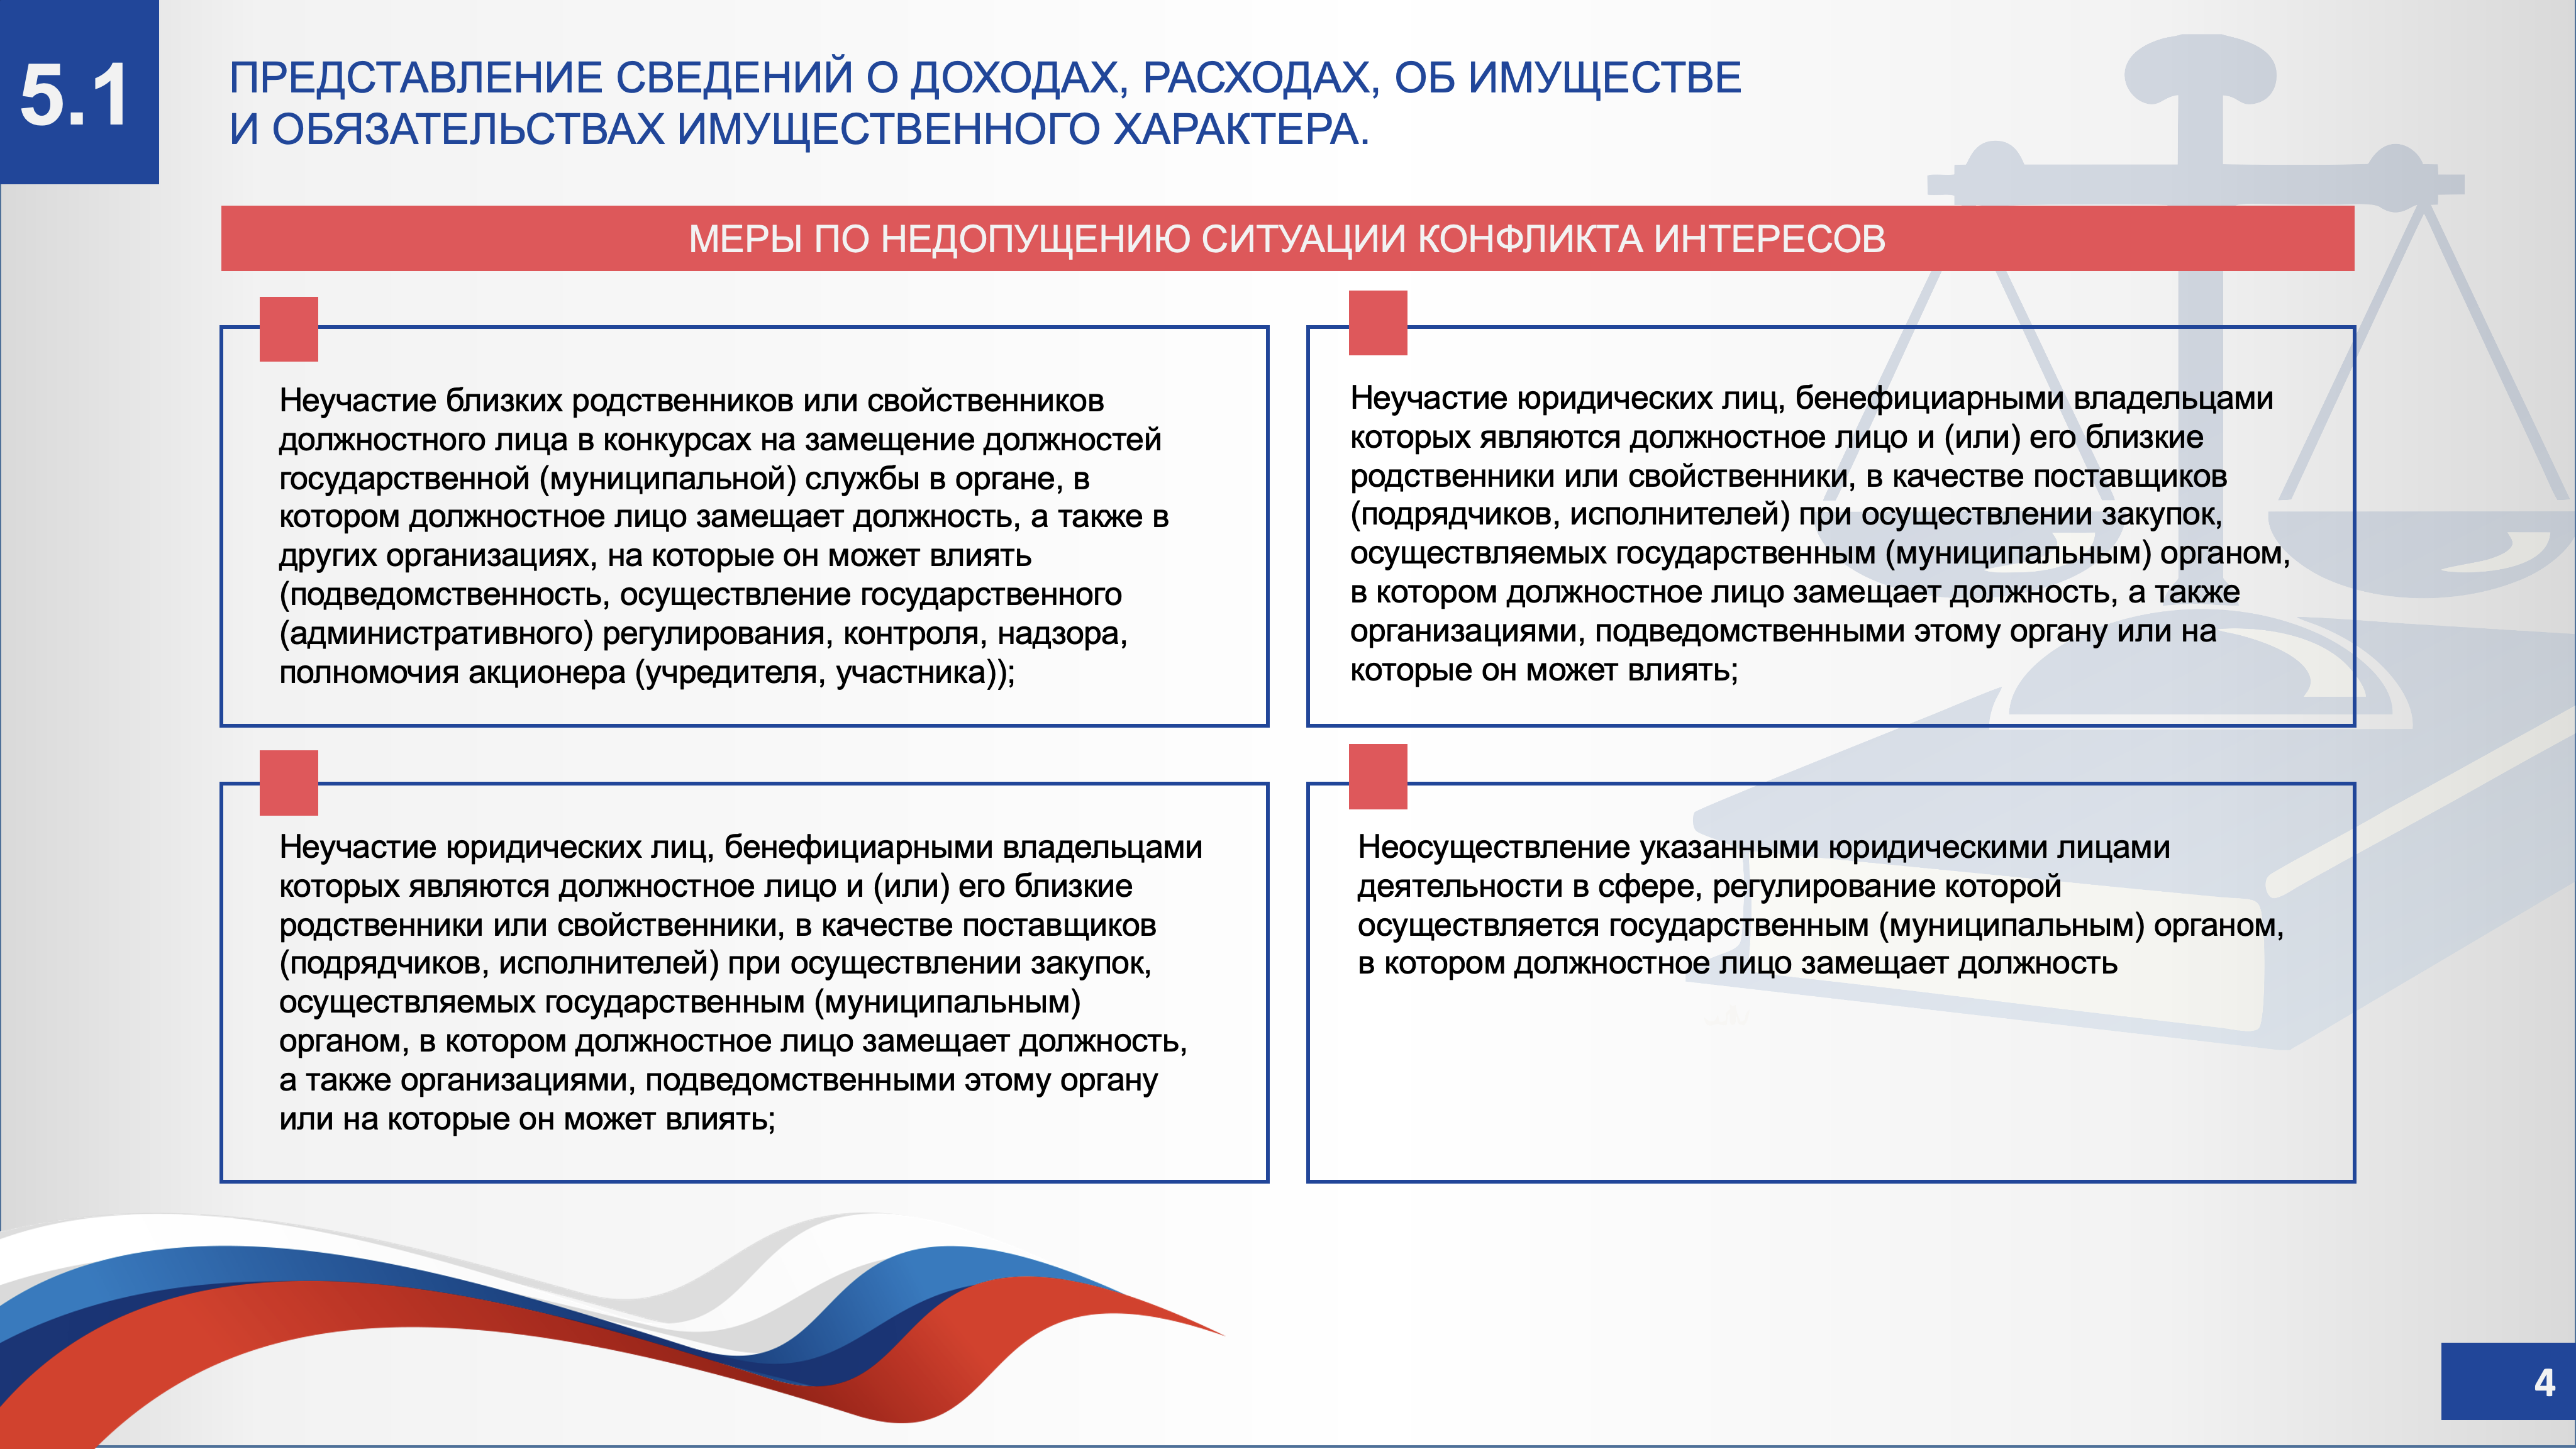 5.1
ПРЕДСТАВЛЕНИЕ СВЕДЕНИЙ О ДОХОДАХ, РАСХОДАХ, ОБ ИМУЩЕСТВЕ
И ОБЯЗАТЕЛЬСТВАХ ИМУЩЕСТВЕННОГО ХАРАКТЕРА.
МЕРЫ ПО НЕДОПУЩЕНИЮ СИТУАЦИИ КОНФЛИКТА ИНТЕРЕСОВ
Неучастие близких родственников или свойственников
должностного лица в конкурсах на замещение должностей
государственной (муниципальной) службы в органе, в
котором должностное лицо замещает должность, а также в
других организациях, на которые он может влиять
(подведомственность, осуществление государственного
(административного) регулирования, контроля, надзора,
полномочия акционера (учредителя, участника));
Неучастие юридических лиц, бенефициарными владельцами
которых являются должностное лицо и (или) его близкие
родственники или свойственники, в качестве поставщиков
(подрядчиков, исполнителей) при осуществлении закупок,
осуществляемых государственным (муниципальным) органом,
в котором должностное лицо замещает должность, а также
организациями, подведомственными этому органу или на
которые он может влиять;
Неучастие юридических лиц, бенефициарными владельцами
которых являются должностное лицо и (или) его близкие
родственники или свойственники, в качестве поставщиков
(подрядчиков, исполнителей) при осуществлении закупок,
осуществляемых государственным (муниципальным)
органом, в котором должностное лицо замещает должность,
а также организациями, подведомственными этому органу
или на которые он может влиять;
Неосуществление указанными юридическими лицами
деятельности в сфере, регулирование которой
осуществляется государственным (муниципальным) органом,
в котором должностное лицо замещает должность
4